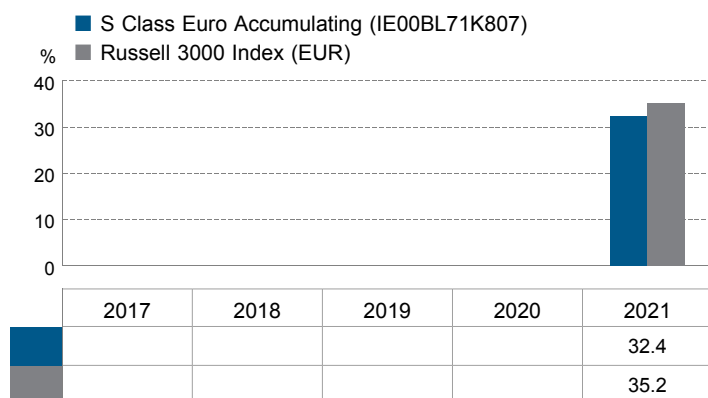 S Class Euro Accumulating (IE00BL71K807)
% Russell 3000 Index (EUR)
40
30
20
10
0
2017 2018 2019 2020 2021
32.4
35.2